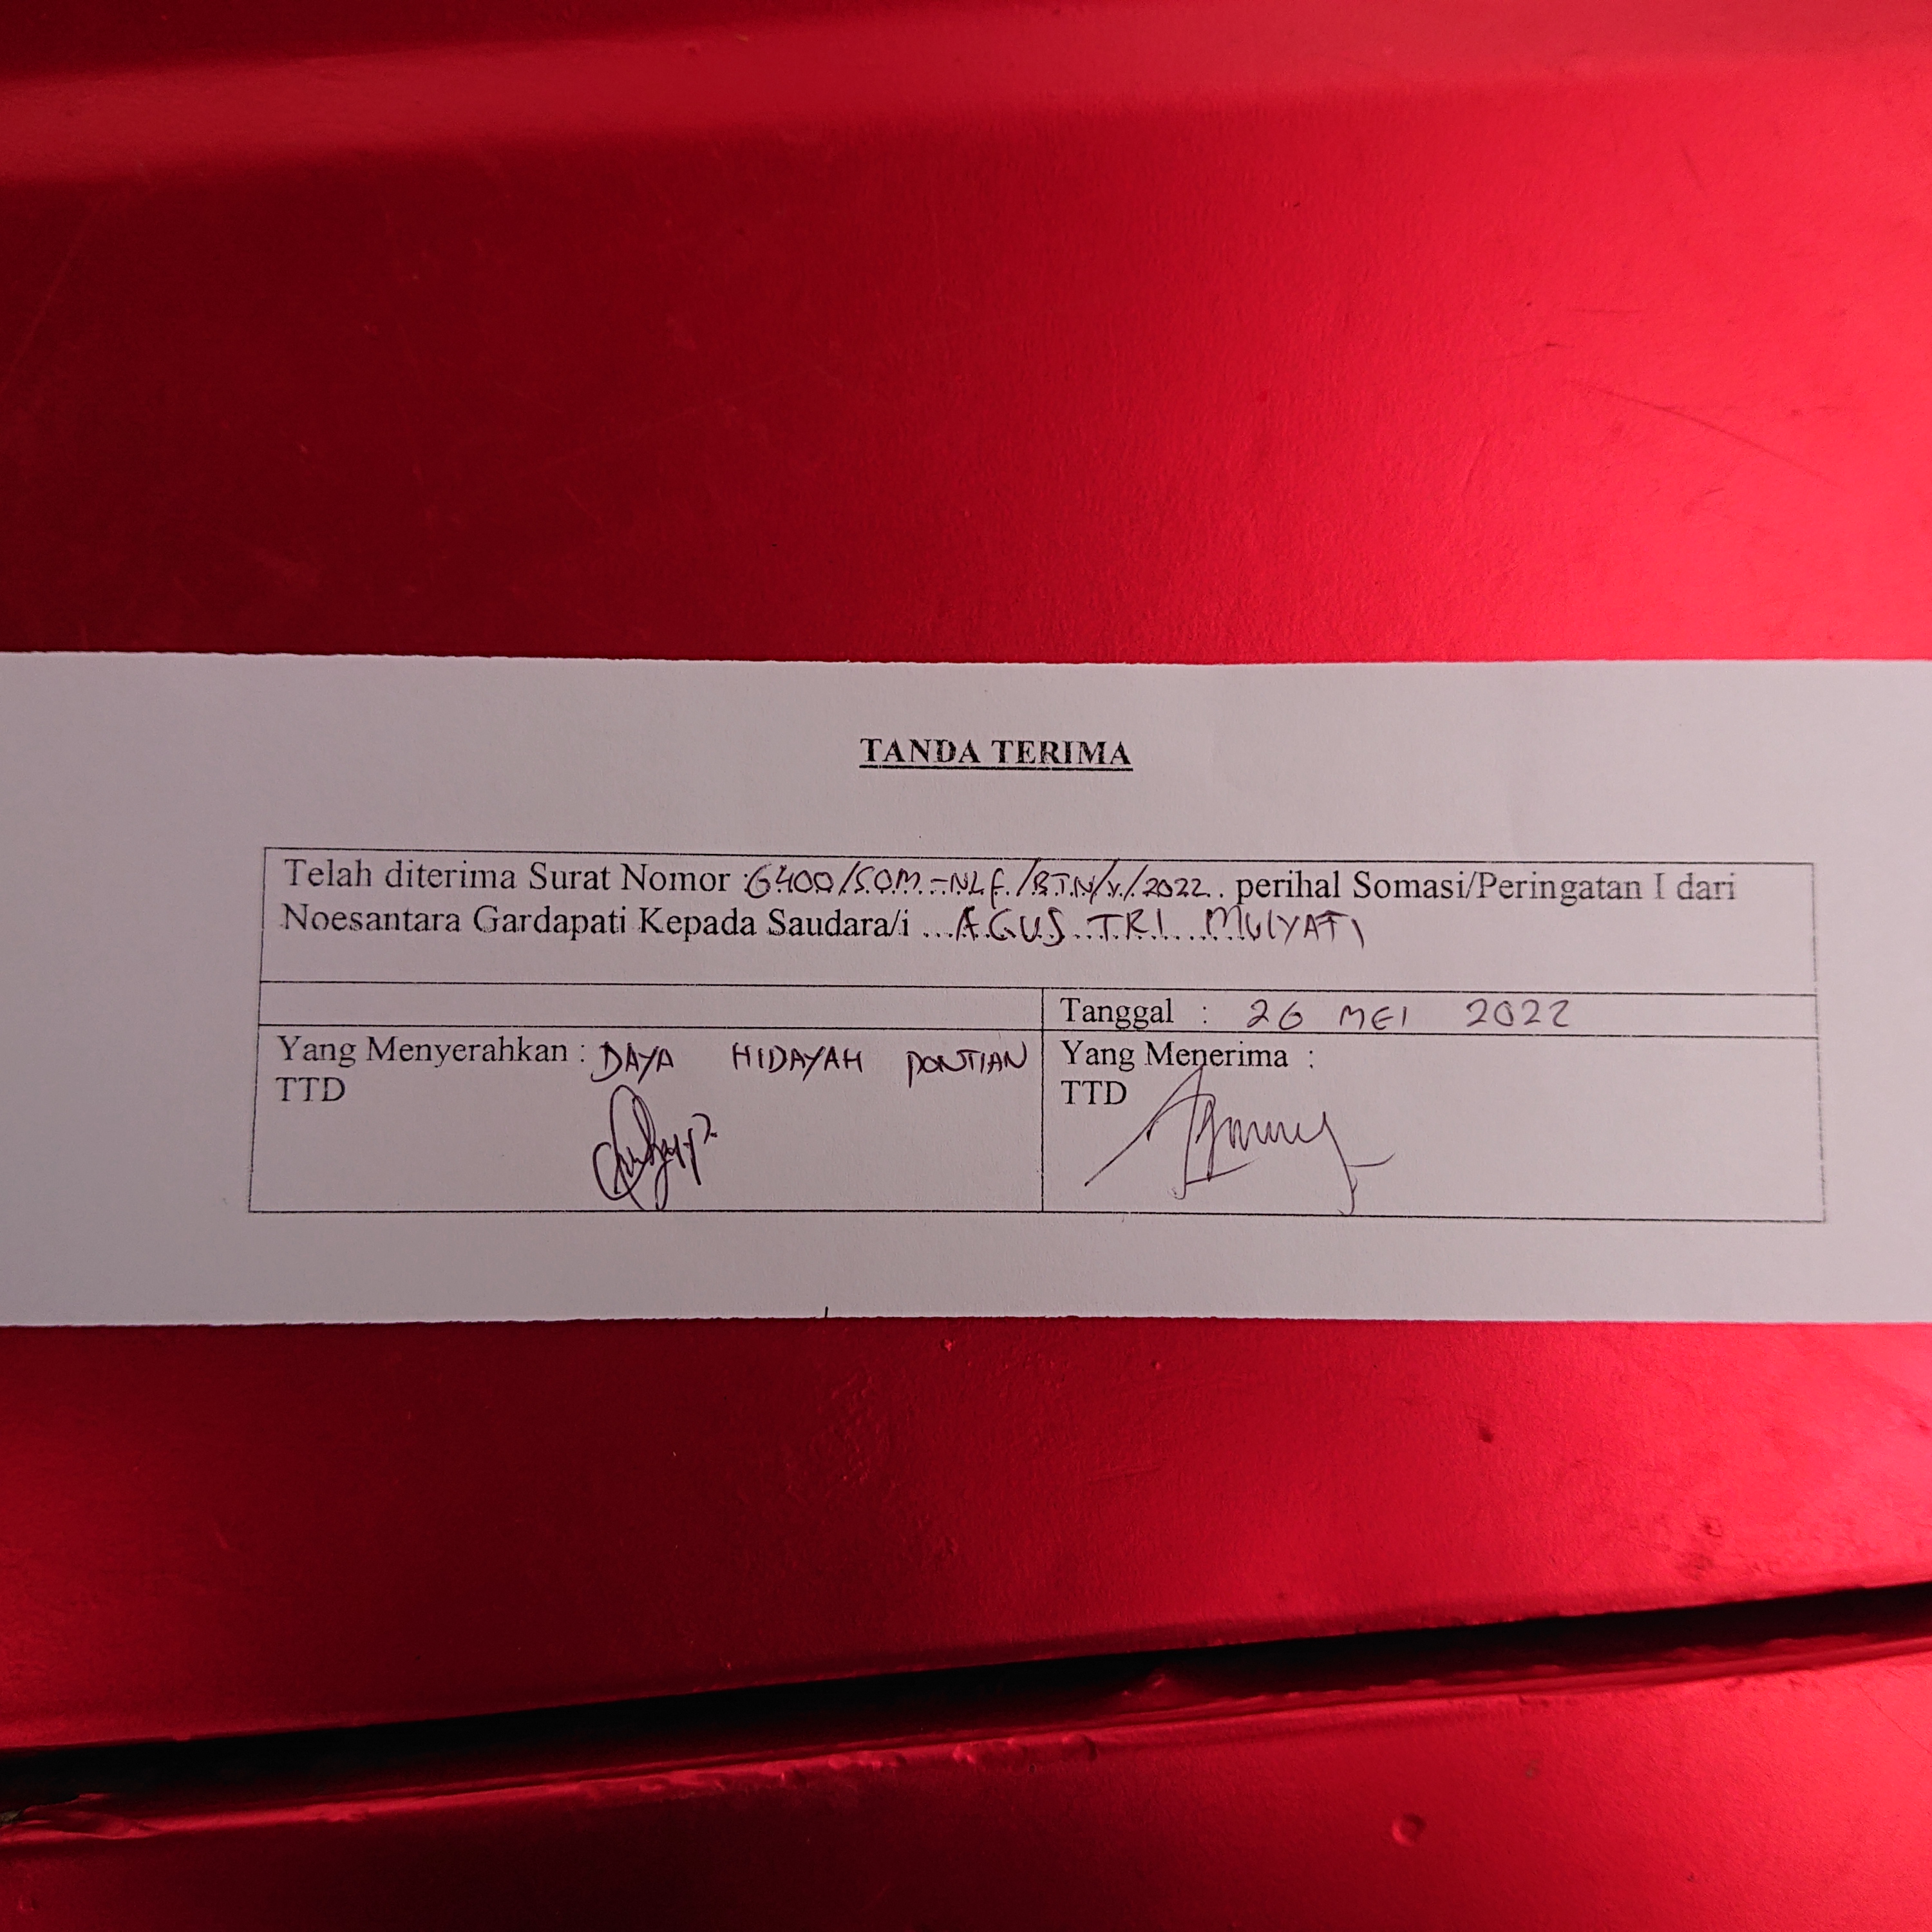 TANDA TERIMA
Telah diterima Surat Nomor :6400/SOM-NLF/BTN/V/2022. perihal Somasi/Peringatan I dari
Noesantara Gardapati Kepada Saudara/i ...AGUS TRI MULYATI
Tanggal : 26 MEI 2022
Yang Menyerahkan : DAYA HIDAYAH PONTIAN
TTD
Yang Menerima :
TTD